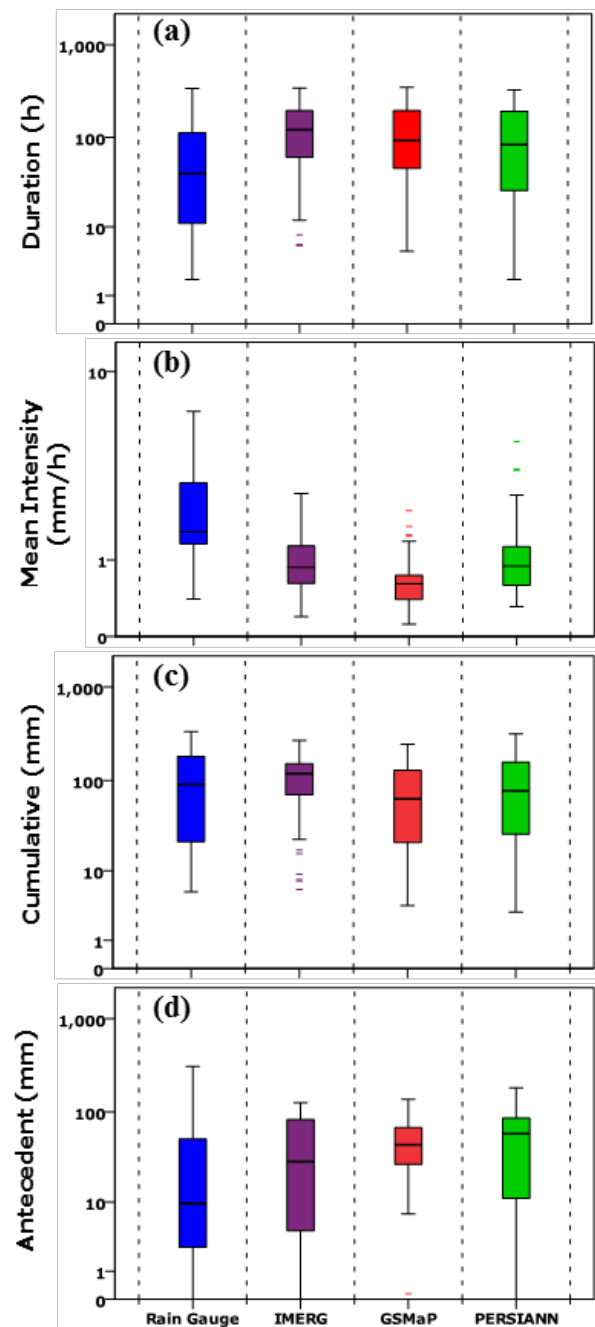 (a)
Duration (h)
1,000
100
10
1
0
(b)
Mean Intensity
(mm/h)
10
1
0
(c)
Cumulative (mm)
1,000
100
10
1
0
(d)
Antecedent (mm)
1,000
100
10
1
0
Rain Gauge IMERG GSMaP PERSIANN